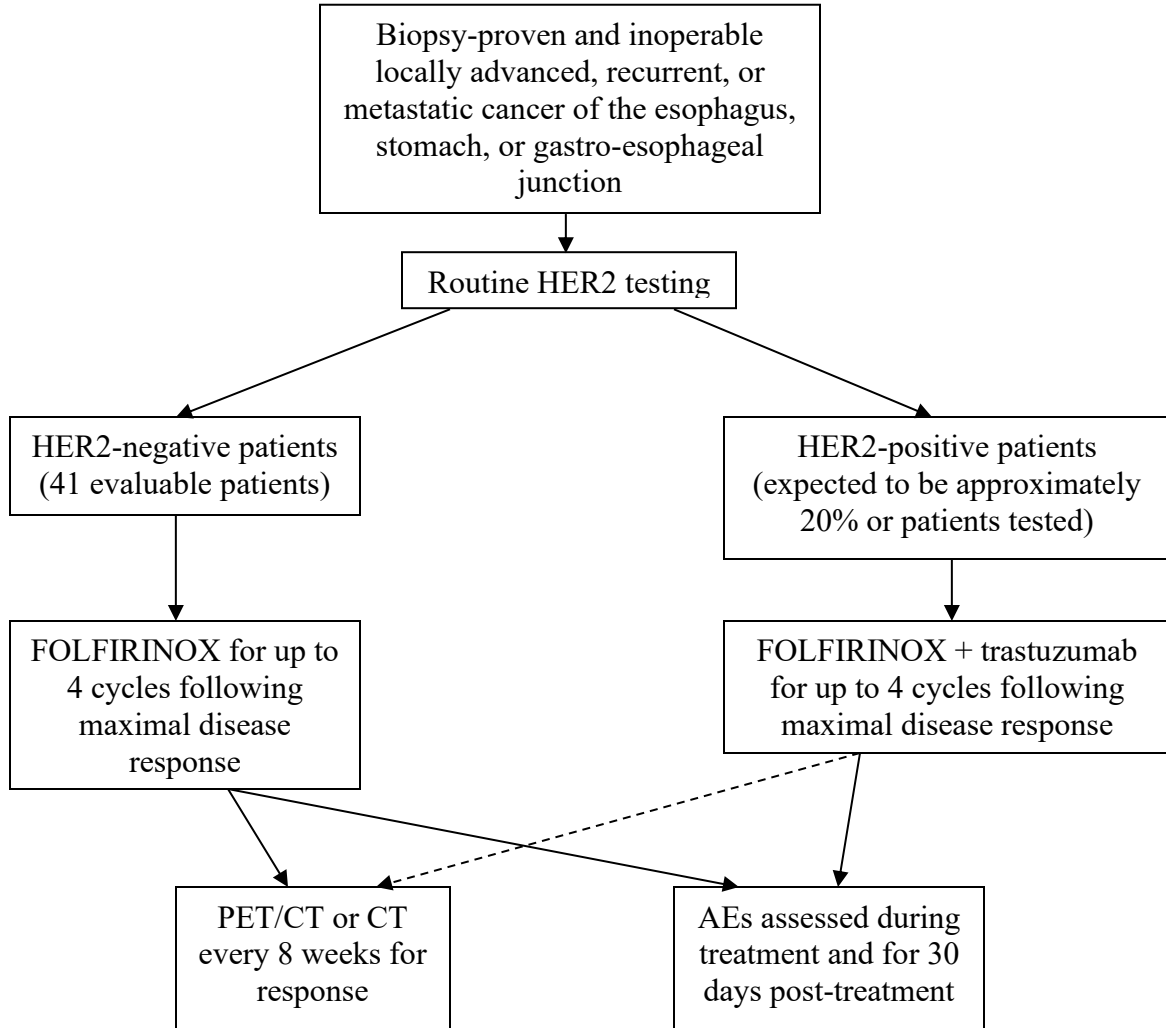 Biopsy-proven and inoperable
locally advanced, recurrent, or
metastatic cancer of the esophagus,
stomach, or gastro-esophageal
junction
Routine HER2 testing
HER2-negative patients
(41 evaluable patients)
HER2-positive patients
(expected to be approximately
20% or patients tested)
FOLFIRINOX for up to
4 cycles following
maximal disease
response
FOLFIRINOX + trastuzumab
for up to 4 cycles following
maximal disease response
PET/CT or CT
every 8 weeks for
response
AEs assessed during
treatment and for 30
days post-treatment